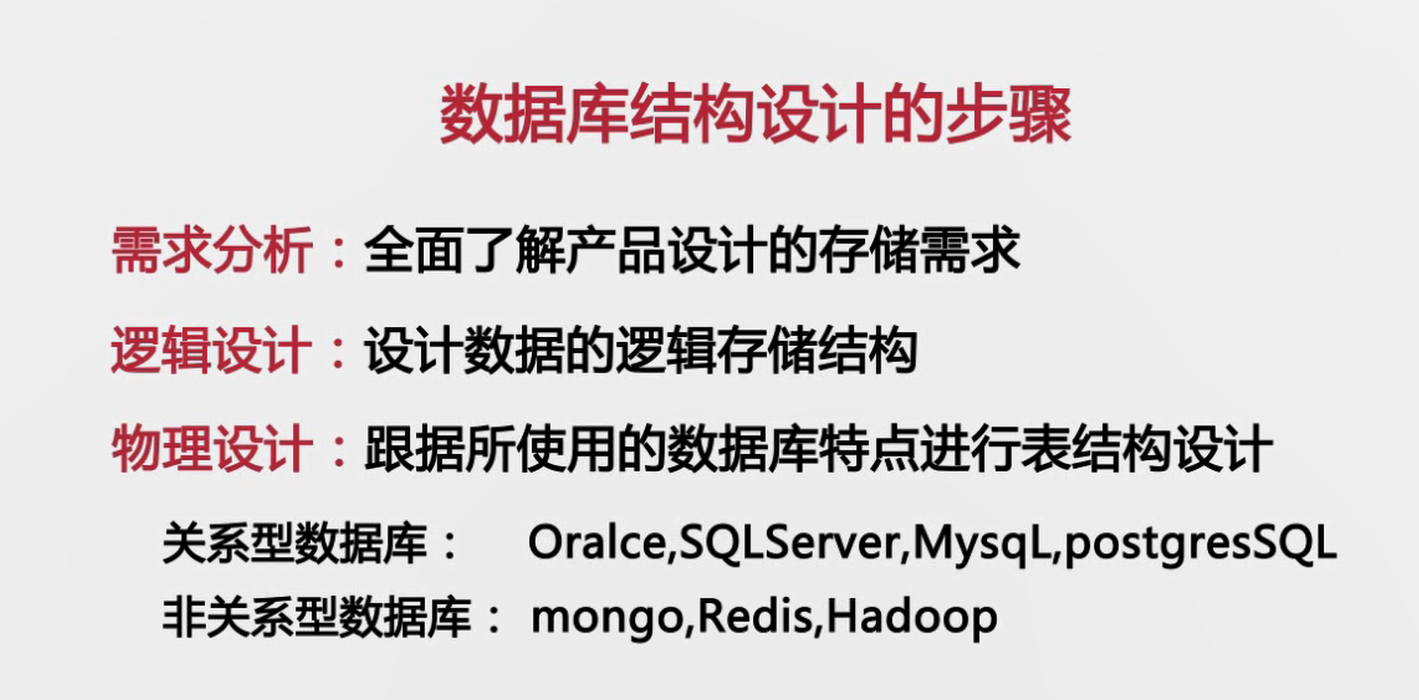 数据库结构设计的步骤
需求分析：全面了解产品设计的存储需求
逻辑设计：设计数据的逻辑存储结构
物理设计：跟据所使用的数据库特点进行表结构设计
关系型数据库： Oralce,SQLServer,MysqL,postgresSQL
非关系型数据库： mongo,Redis,Hadoop